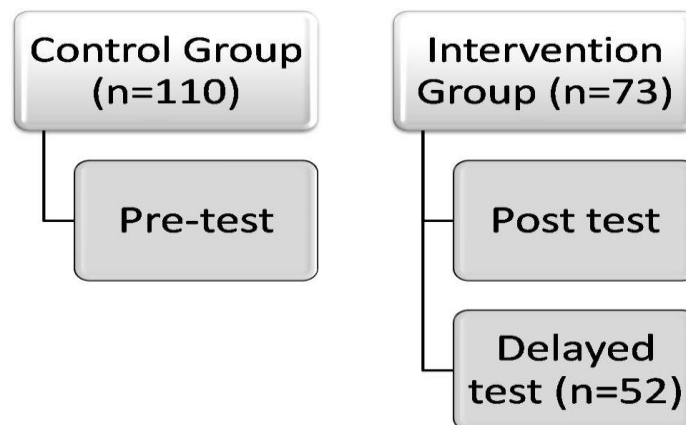 Control Group
(n=110)
Pre-test
Intervention
Group (n=73)
Post test
Delayed
test (n=52)